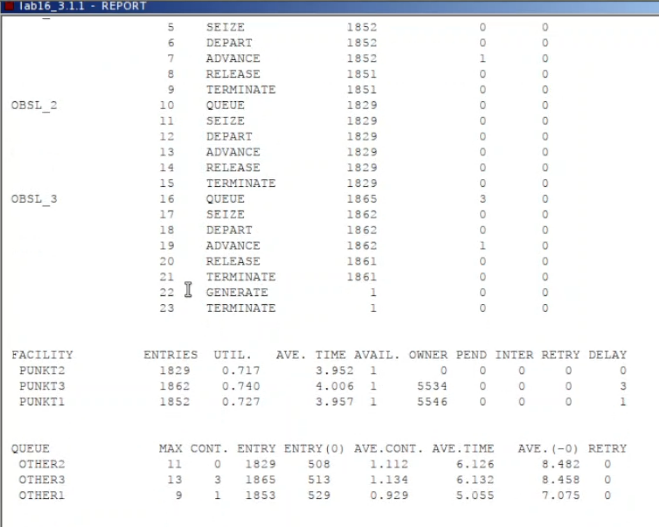 lab16_3.1.1 - REPORT
5 SEIZE 1852 0 0
6 DEPART 1852 0 0
7 ADVANCE 1852 1 0
8 RELEASE 1851 0 0
9 TERMINATE 1851 0 0
OBSL_2 10 QUEUE 1829 0 0
11 SEIZE 1829 0 0
12 DEPART 1829 0 0
13 ADVANCE 1829 0 0
14 RELEASE 1829 0 0
15 TERMINATE 1829 0 0
OBSL_3 16 QUEUE 1865 3 0
17 SEIZE 1862 0 0
18 DEPART 1862 0 0
19 ADVANCE 1862 1 0
20 RELEASE 1861 0 0
21 TERMINATE 1861 0 0
22 GENERATE 1 0 0
23 TERMINATE 1 0 0
FACILITY ENTRIES UTIL. AVE. TIME AVAIL. OWNER PEND INTER RETRY DELAY
PUNKT2 1829 0.717 3.952 1 0 0 0 0 0
PUNKT3 1862 0.740 4.006 1 5534 0 0 0 3
PUNKT1 1852 0.727 3.957 1 5546 0 0 0 1
QUEUE MAX CONT. ENTRY ENTRY(0) AVE.CONT. AVE.TIME AVE.(-0) RETRY
OTHER2 11 0 1829 508 1.112 6.126 8.482 0
OTHER3 13 3 1865 513 1.134 6.132 8.458 0
OTHER1 9 1 1853 529 0.929 5.055 7.075 0